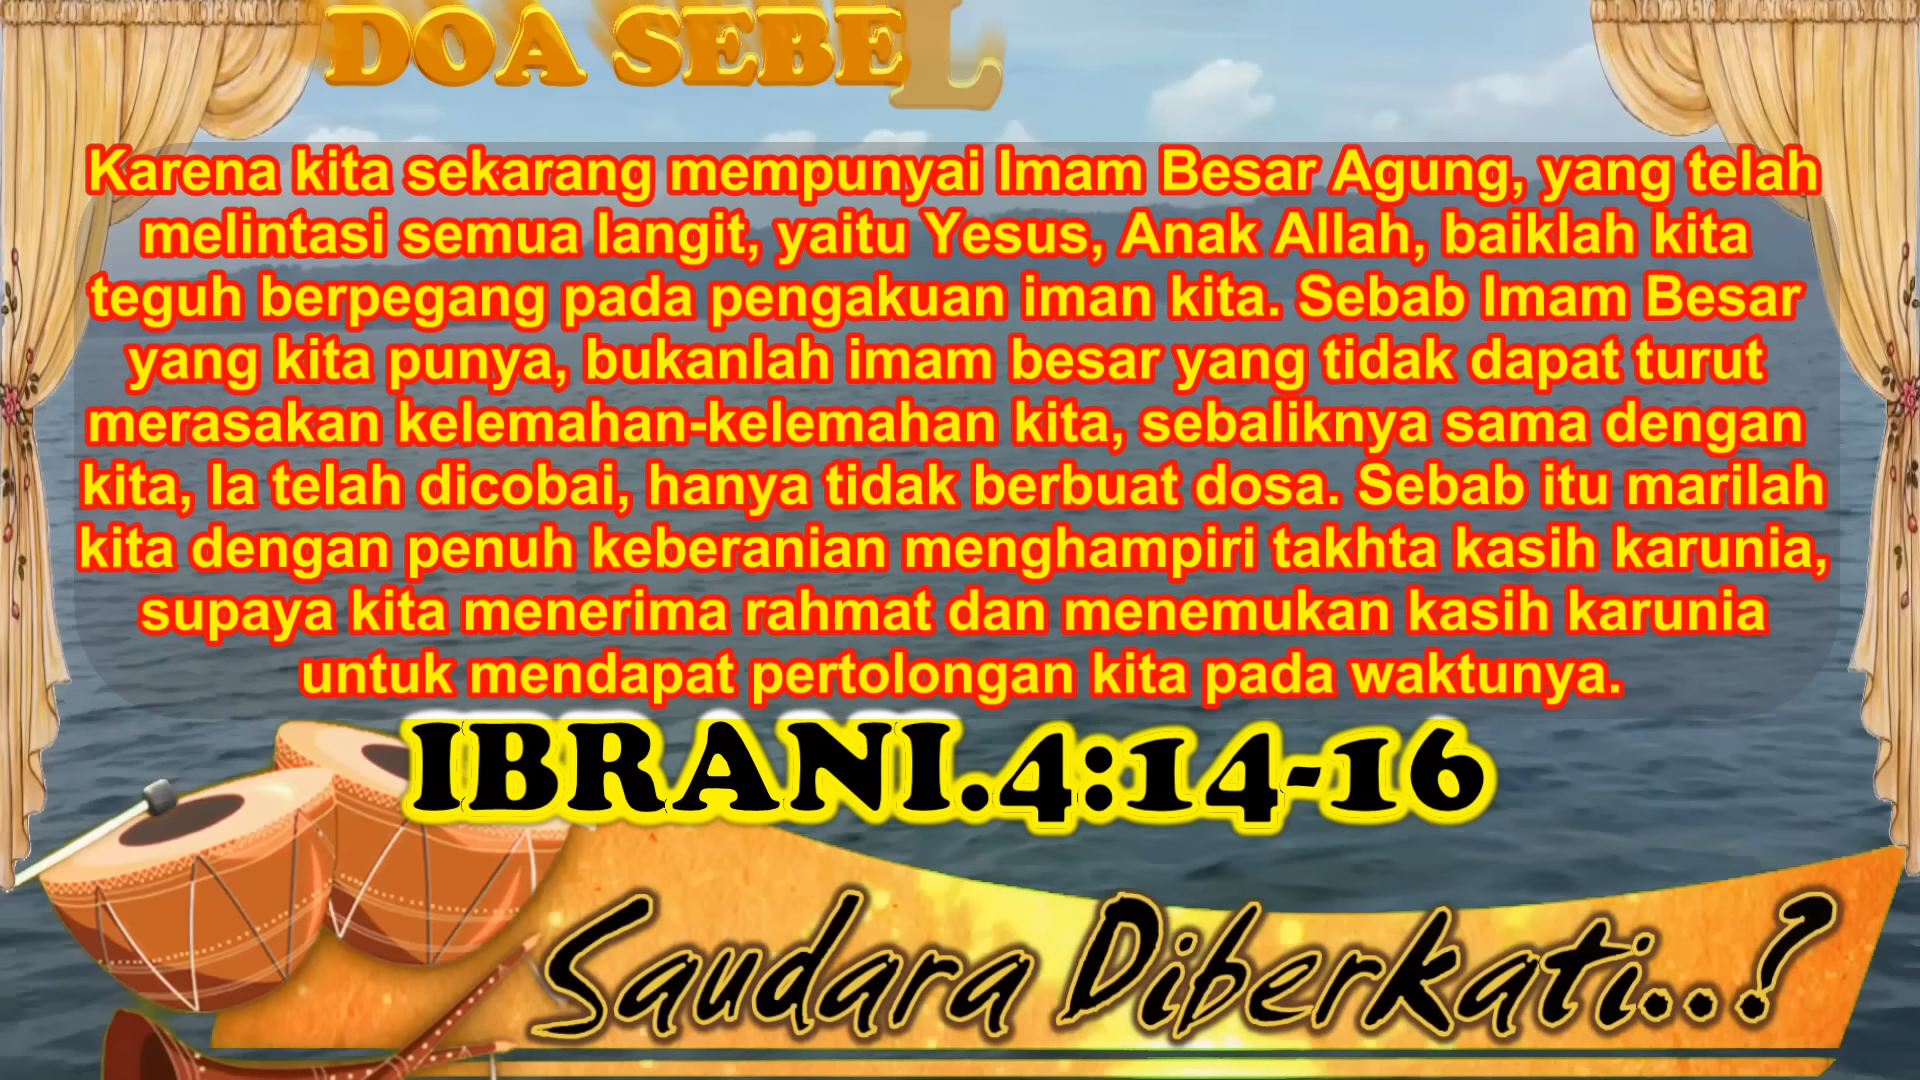 DOA SEBEL
Karena kita sekarang mempunyai Imam Besar Agung, yang telah
melintasi semua langit, yaitu Yesus, Anak Allah, baiklah kita
teguh berpegang pada pengakuan iman kita. Sebab Imam Besar
yang kita punya, bukanlah imam besar yang tidak dapat turut
merasakan kelemahan-kelemahan kita, sebaliknya sama dengan
kita, Ia telah dicobai, hanya tidak berbuat dosa. Sebab itu marilah
kita dengan penuh keberanian menghampiri takhta kasih karunia,
supaya kita menerima rahmat dan menemukan kasih karunia
untuk mendapat pertolongan kita pada waktunya.
IBRANI.4:14-16
Saudara Diberkati..?